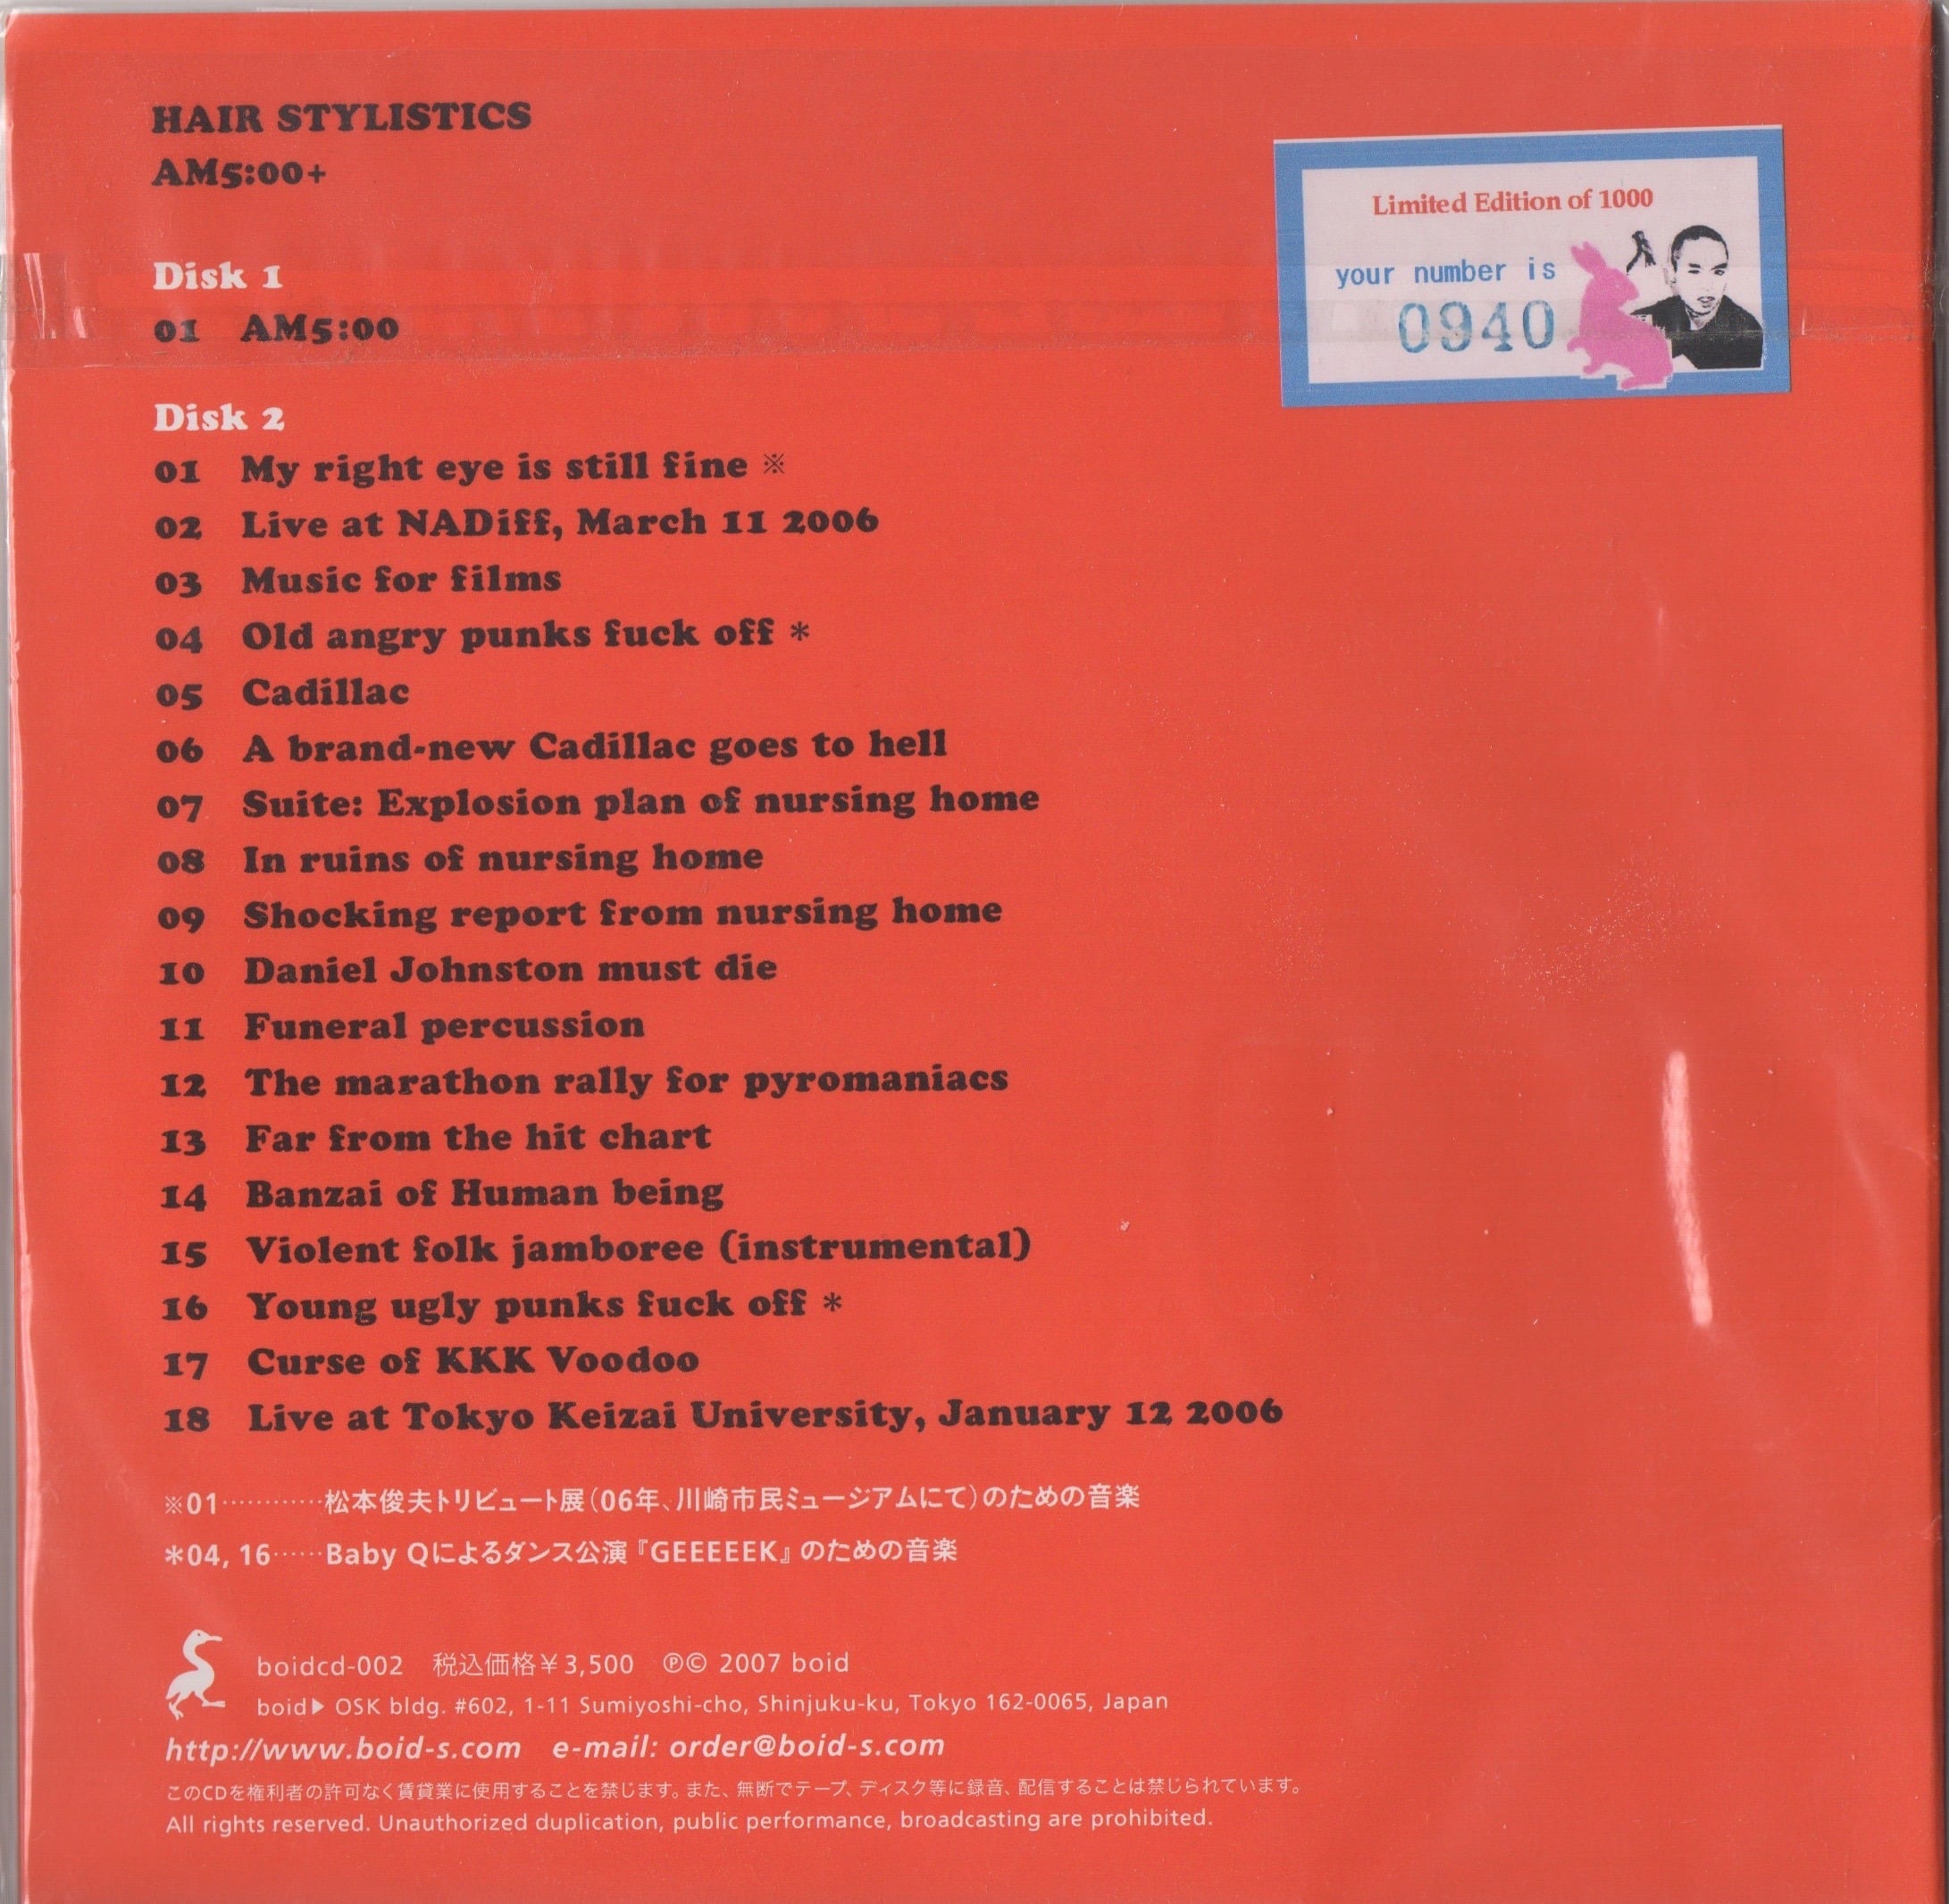 HAIR STYLISTICS
AM5:00+
Limited Edition of 1000
your number is
0940
Disk 1
01 AM5:00
Disk 2
01 My right eye is still fine ※
02 Live at NADiff, March 11 2006
03 Music for films
04 Old angry punks fuck off *
05 Cadillac
06 A brand-new Cadillac goes to hell
07 Suite: Explosion plan of nursing home
08 In ruins of nursing home
09 Shocking report from nursing home
10 Daniel Johnston must die
11 Funeral percussion
12 The marathon rally for pyromaniacs
13 Far from the hit chart
14 Banzai of Human being
15 Violent folk jamboree (instrumental)
16 Young ugly punks fuck off *
17 Curse of KKK Voodoo
18 Live at Tokyo Keizai University, January 12 2006
※01…………松本俊夫トリビュート展（06年、川崎市民ミュージアムにて）のための音楽
*04, 16……Baby Qによるダンス公演『GEEEEEK』のための音楽
boidcd-002 税込価格￥3,500 ℗© 2007 boid
boid▶ OSK bldg. #602, 1-11 Sumiyoshi-cho, Shinjuku-ku, Tokyo 162-0065, Japan
http://www.boid-s.com e-mail: order@boid-s.com
このCDを権利者の許可なく賃貸業に使用することを禁じます。また、無断でテープ、ディスク等に録音、配信することは禁じられています。
All rights reserved. Unauthorized duplication, public performance, broadcasting are prohibited.